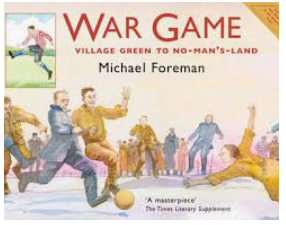 WAR GAME
VILLAGE GREEN TO NO-MAN'S-LAND
Michael Foreman
'A masterpiece'
The Times Literary Supplement